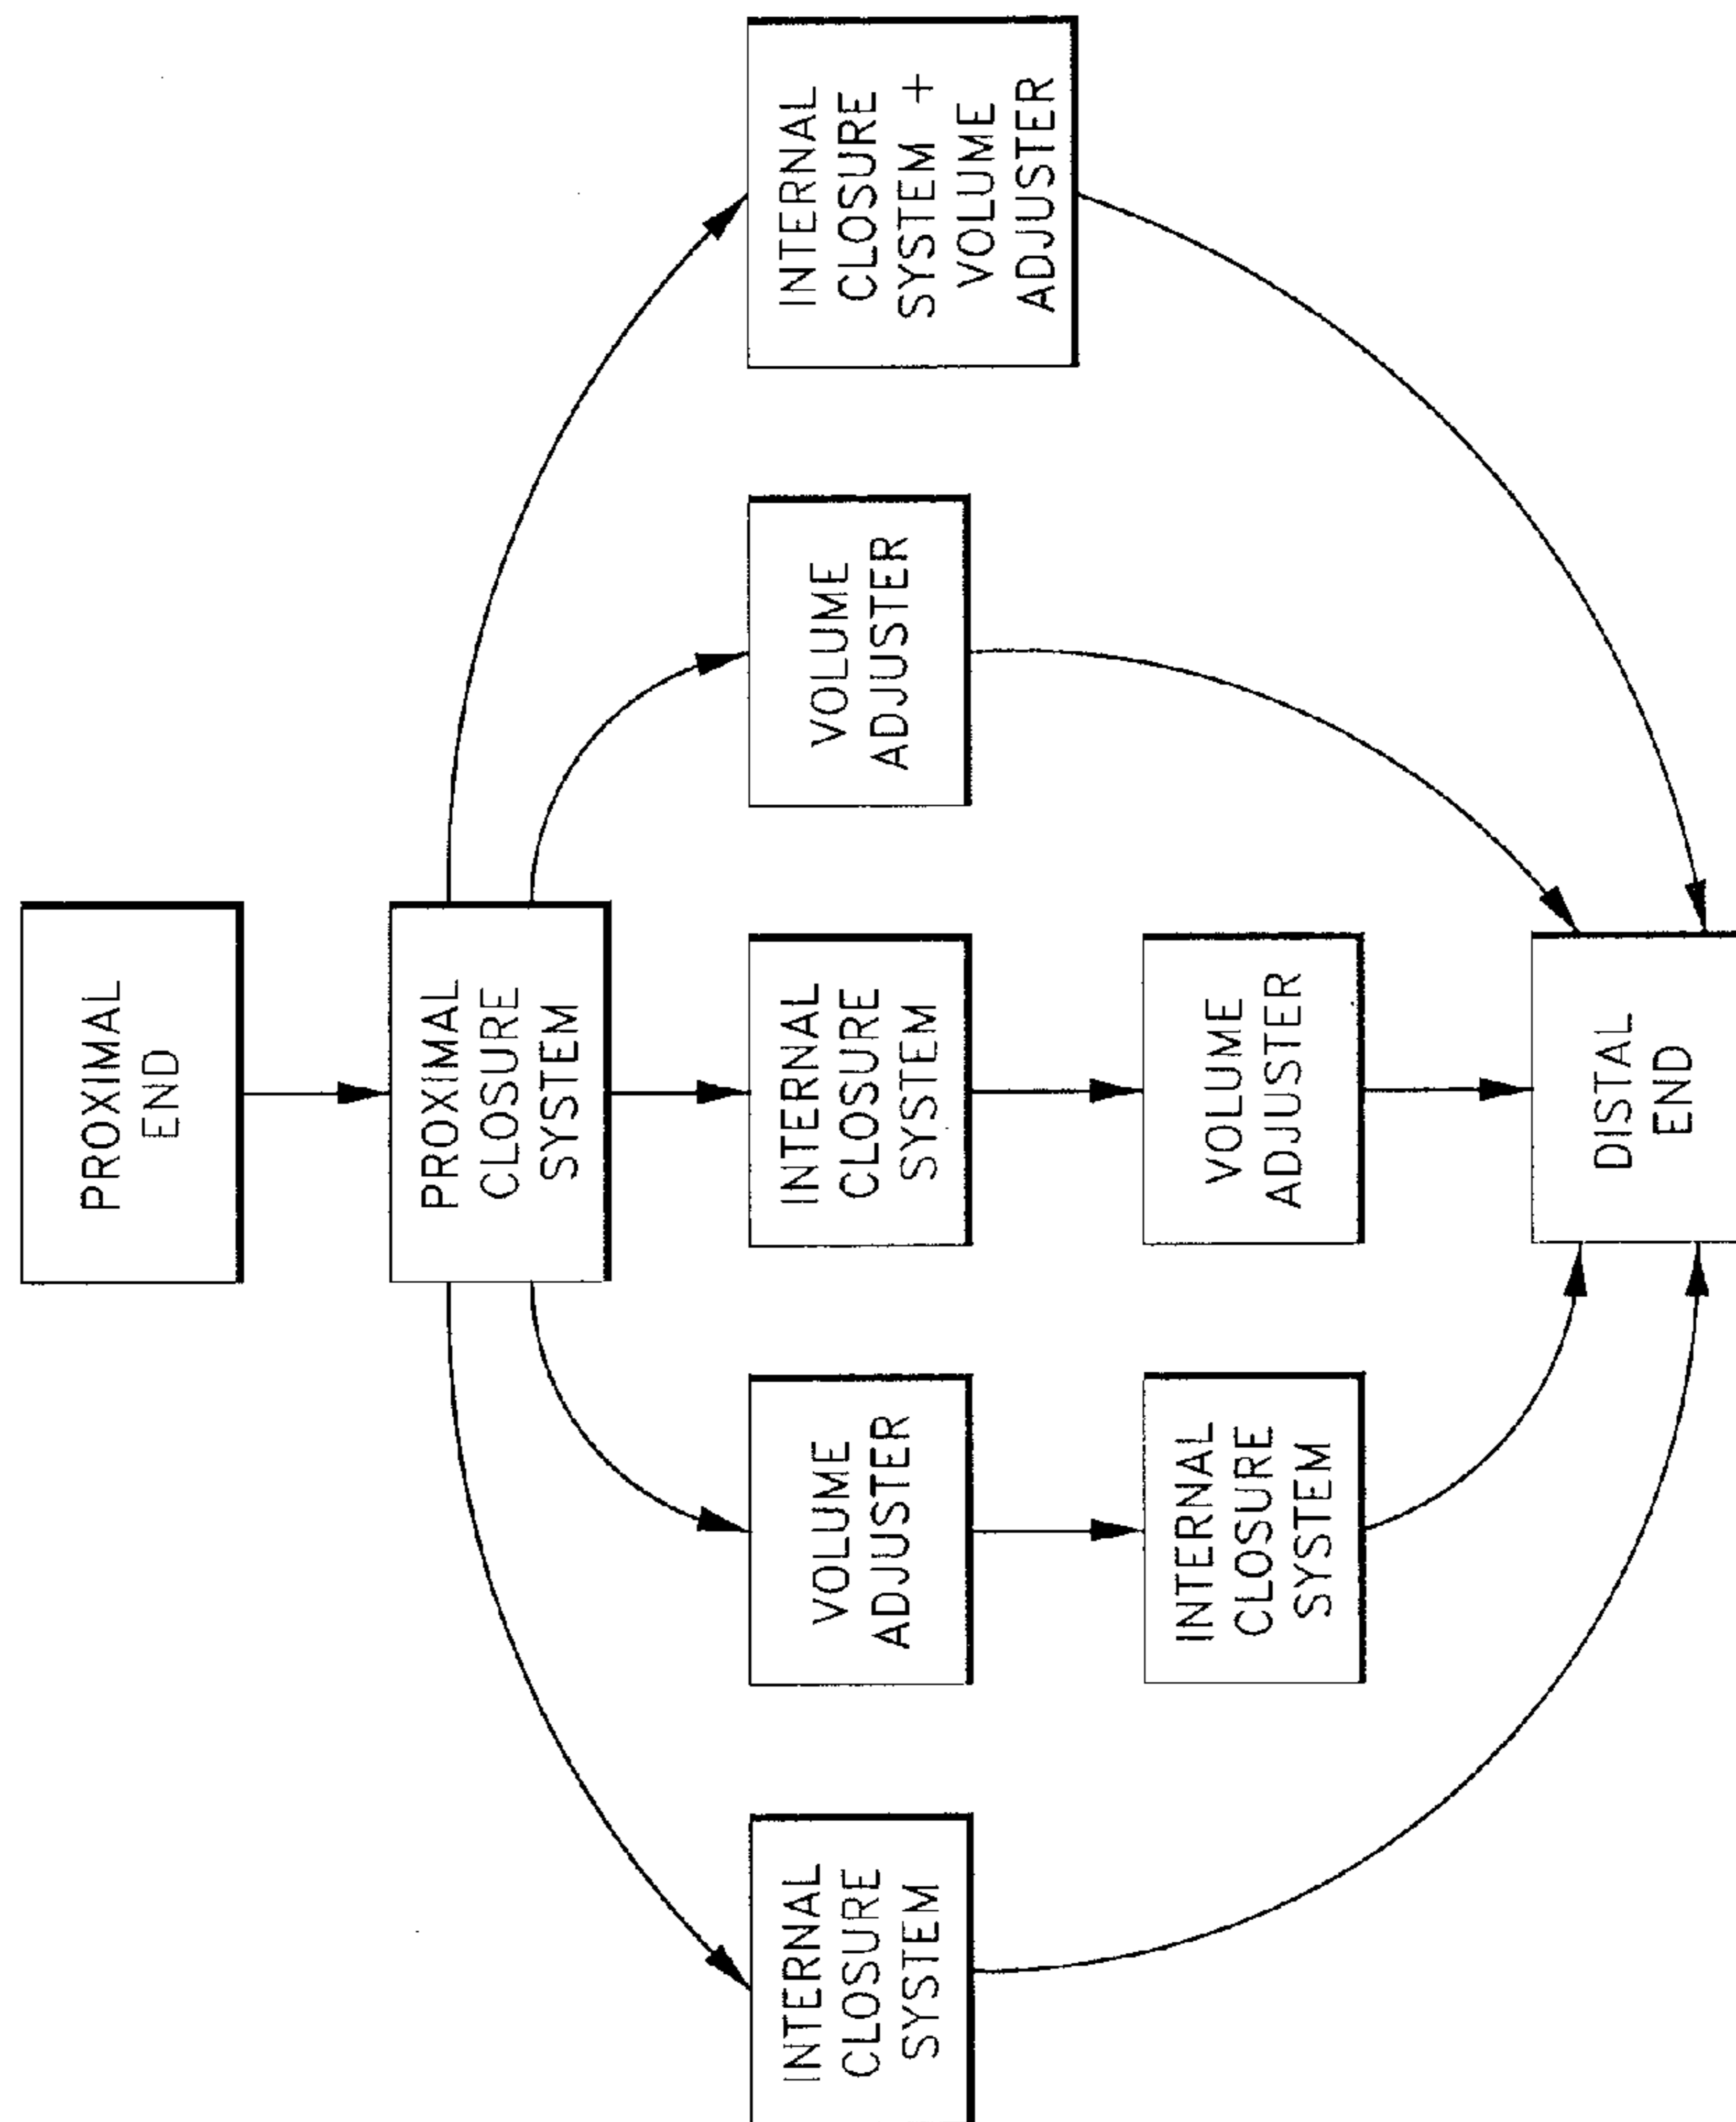 PROXIMAL
END
PROXIMAL
CLOSURE
SYSTEM
INTERNAL
CLOSURE
SYSTEM
VOLUME
ADJUSTER
INTERNAL
CLOSURE
SYSTEM
VOLUME
ADJUSTER
INTERNAL
CLOSURE
SYSTEM +
VOLUME
ADJUSTER
INTERNAL
CLOSURE
SYSTEM
VOLUME
ADJUSTER
DISTAL
END